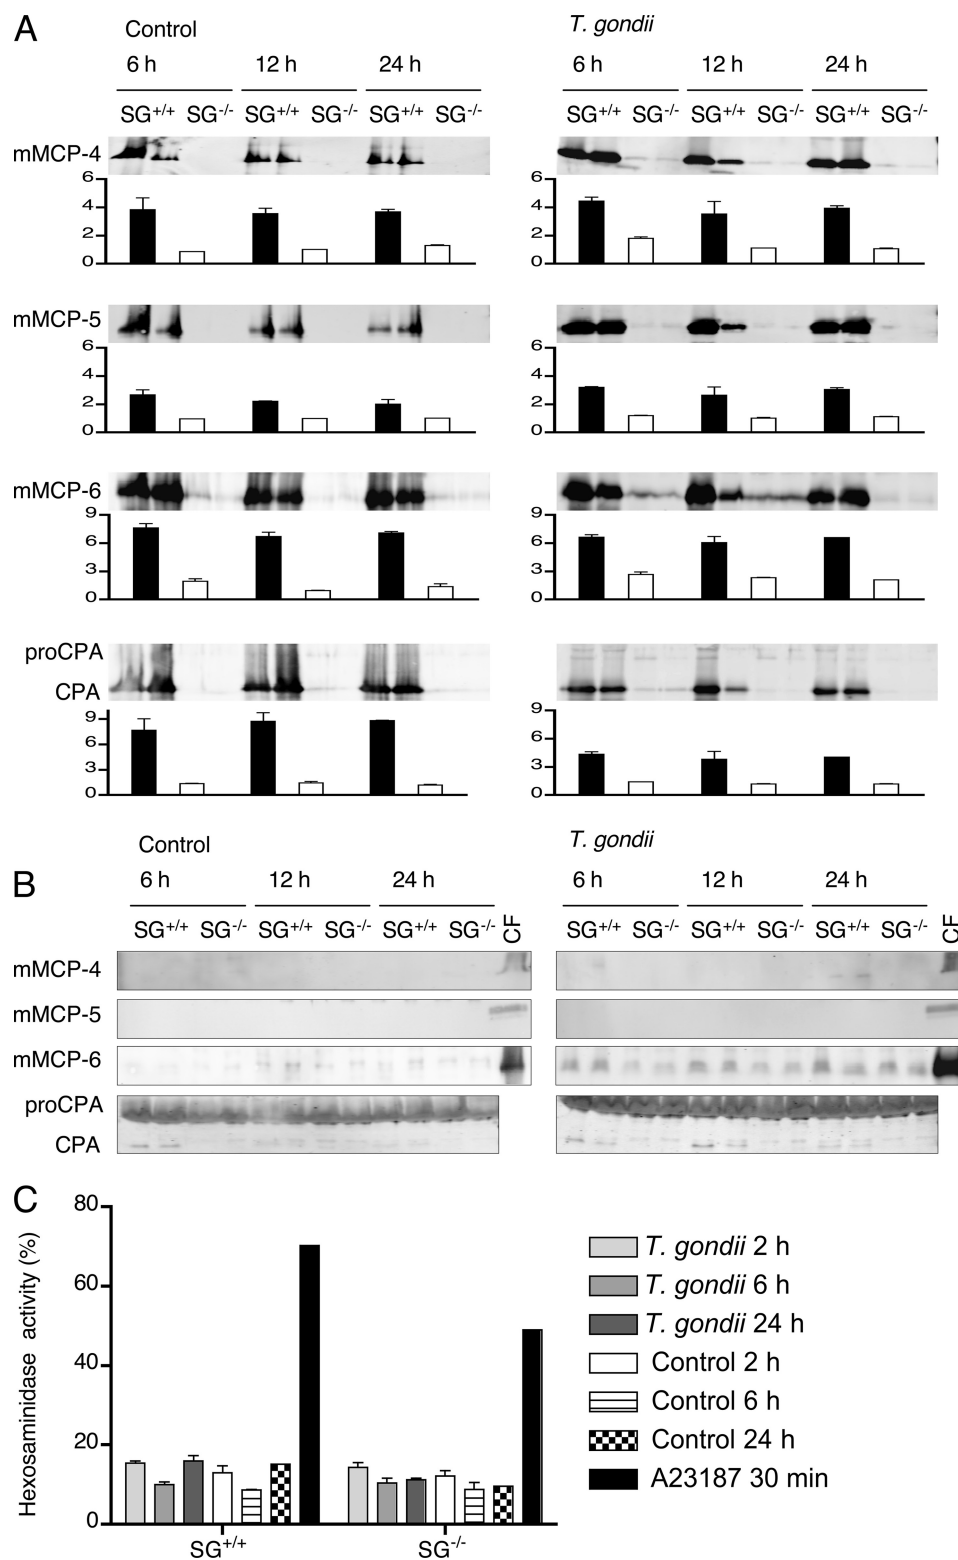 A
Control
T. gondii
6 h 12 h 24 h
6 h 12 h 24 h
SG+/+ SG-/- SG+/+ SG-/- SG+/+ SG-/-
SG+/+ SG-/- SG+/+ SG-/- SG+/+ SG-/-
mMCP-4
6
4
2
0
6
4
2
0
mMCP-5
6
4
2
0
6
4
2
0
mMCP-6
9
6
3
0
9
6
3
0
proCPA
CPA
9
6
3
0
9
6
3
0
B
Control
T. gondii
6 h 12 h 24 h
6 h 12 h 24 h
SG+/+ SG-/- SG+/+ SG-/- SG+/+ SG-/- CF
SG+/+ SG-/- SG+/+ SG-/- SG+/+ SG-/- CF
mMCP-4
mMCP-5
mMCP-6
proCPA
CPA
C
Hexosaminidase activity (%)
80
60
40
20
0
SG+/+ SG-/-
T. gondii 2 h
T. gondii 6 h
T. gondii 24 h
Control 2 h
Control 6 h
Control 24 h
A23187 30 min